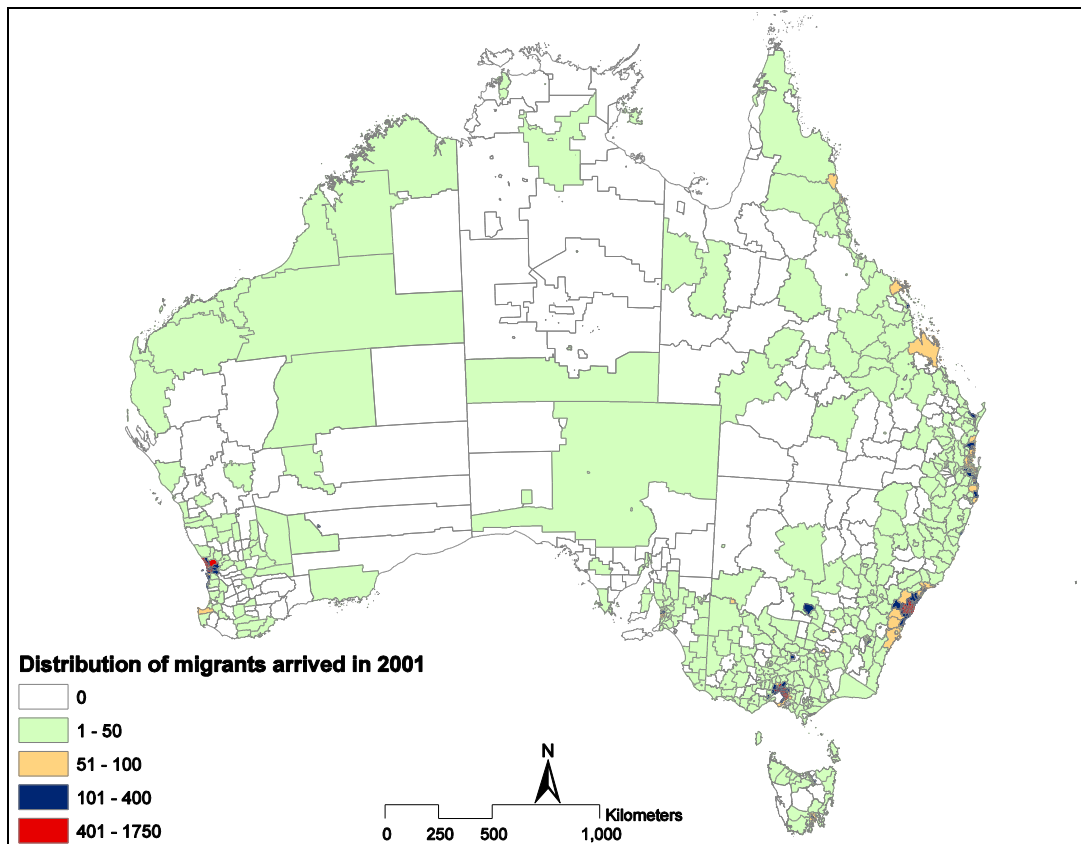 Distribution of migrants arrived in 2001
0
1 - 50
51 - 100
101 - 400
401 - 1750
N
Kilometers
0 250 500 1,000